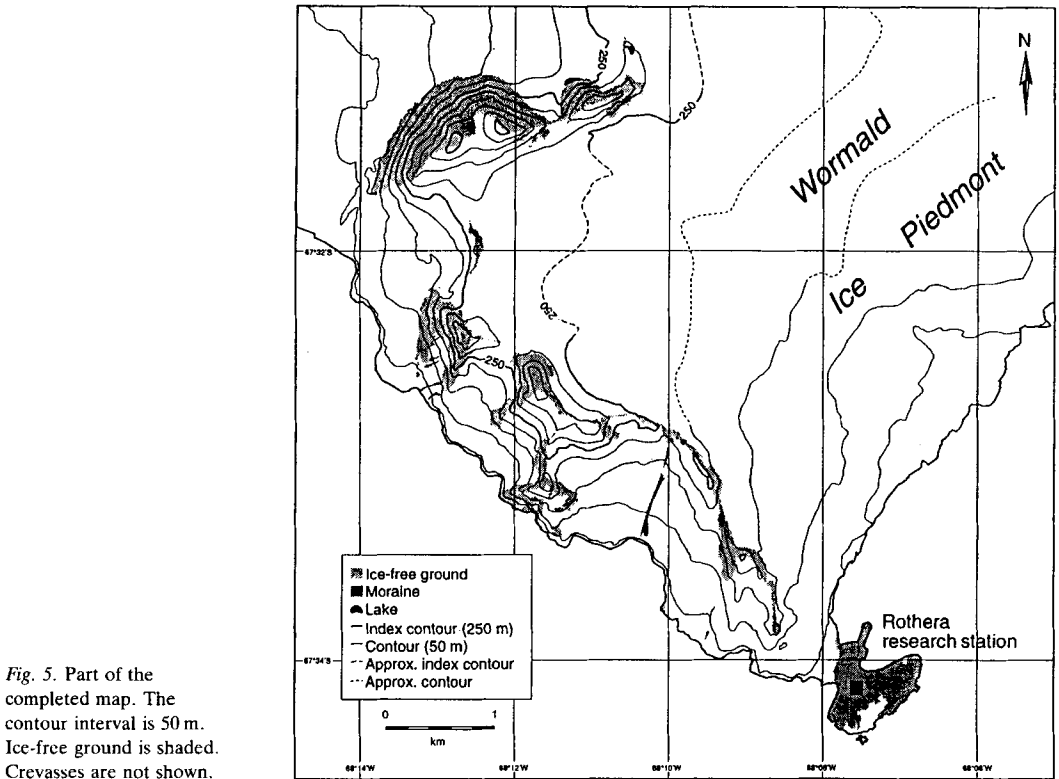 N
250
250
Wormald
Piedmont
Ice
67°32'S
250
250
Ice-free ground
Moraine
Lake
Index contour (250 m)
Contour (50 m)
Approx. index contour
Approx. contour
Rothera
research station
67°34'S
0 1
km
68°14'W 68°12'W 68°10'W 68°08'W 68°06'W
Fig. 5. Part of the
completed map. The
contour interval is 50 m.
Ice-free ground is shaded.
Crevasses are not shown.